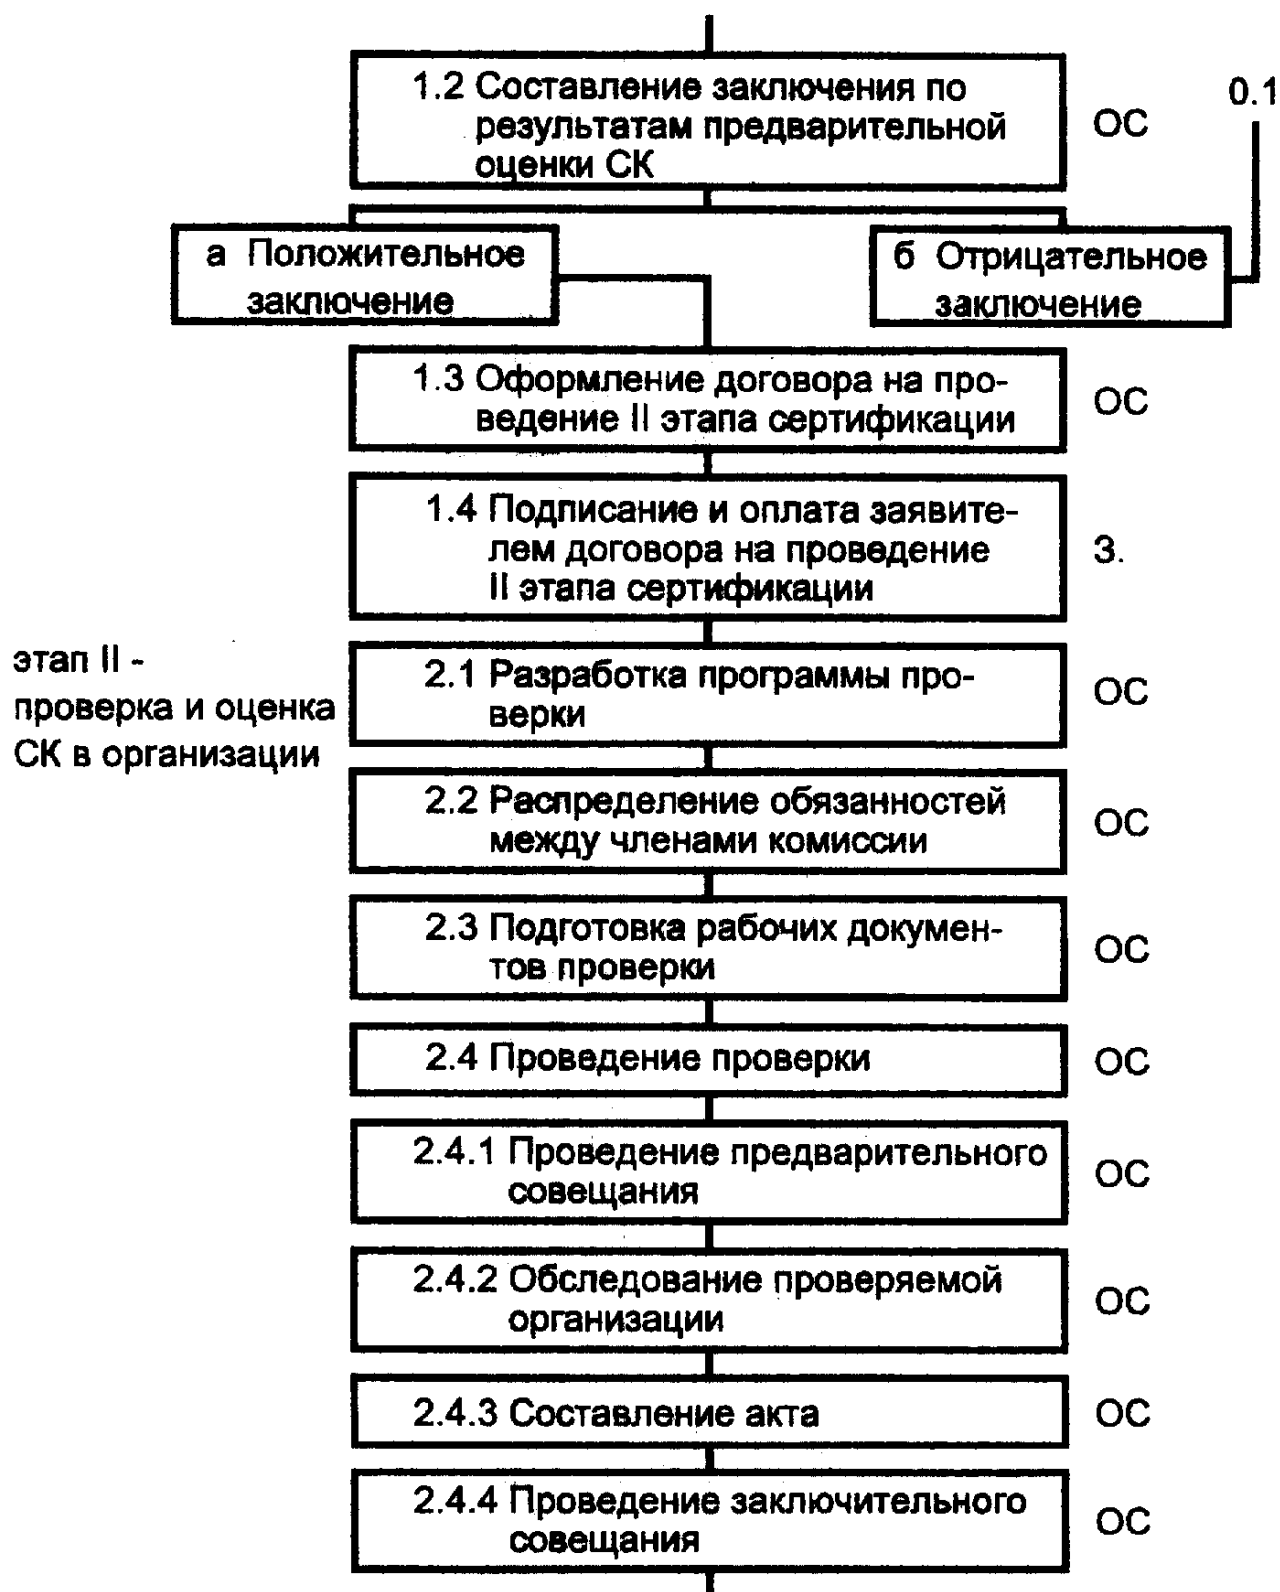 1.2 Составление заключения по
результатам предварительной
оценки СК
ОС
0.1
а Положительное
заключение
б Отрицательное
заключение
1.3 Оформление договора на про-
ведение II этапа сертификации
ОС
1.4 Подписание и оплата заявите-
лем договора на проведение
II этапа сертификации
З.
этап II -
проверка и оценка
СК в организации
2.1 Разработка программы про-
верки
ОС
2.2 Распределение обязанностей
между членами комиссии
ОС
2.3 Подготовка рабочих докумен-
тов проверки
ОС
2.4 Проведение проверки
ОС
2.4.1 Проведение предварительного
совещания
ОС
2.4.2 Обследование проверяемой
организации
ОС
2.4.3 Составление акта
ОС
2.4.4 Проведение заключительного
совещания
ОС